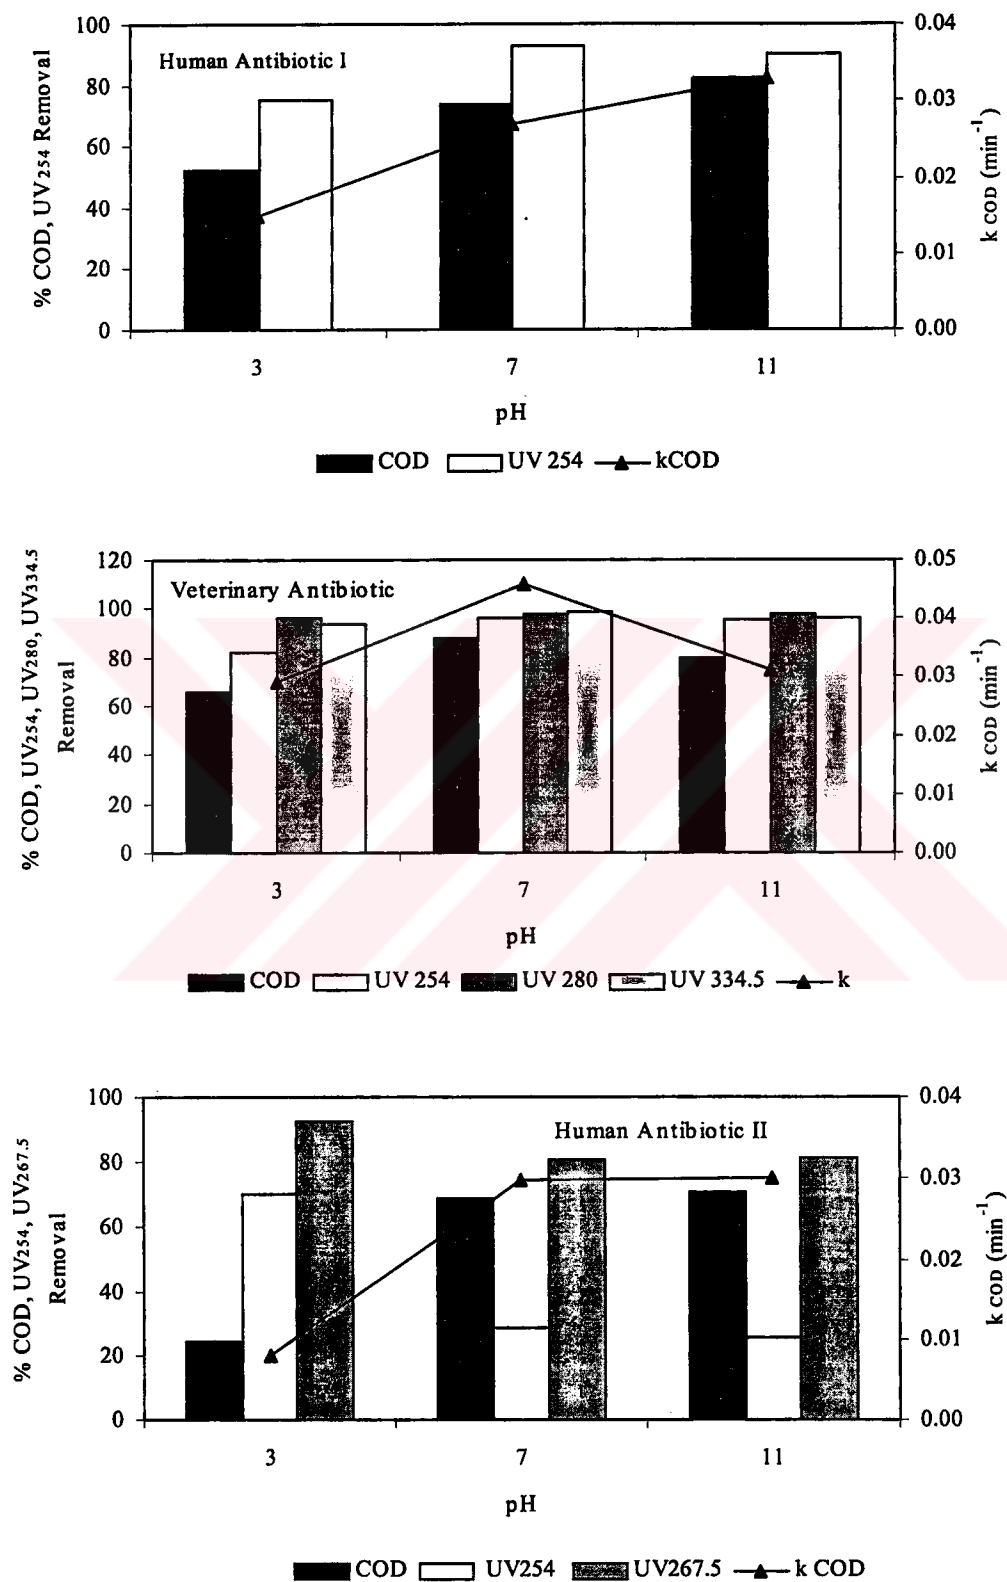 Human Antibiotic I
% COD, UV254 Removal
100
80
60
40
20
0
0.04
0.03
0.02
0.01
0.00
k COD (min-1)
3 7 11
pH
COD UV 254 kCOD
Veterinary Antibiotic
% COD, UV254, UV280, UV334.5
Removal
120
100
80
60
40
20
0
0.05
0.04
0.03
0.02
0.01
0.00
k COD (min-1)
3 7 11
pH
COD UV 254 UV 280 UV 334.5 k
Human Antibiotic II
% COD, UV254, UV267.5
Removal
100
80
60
40
20
0
0.04
0.03
0.02
0.01
0.00
k COD (min-1)
3 7 11
pH
COD UV254 UV267.5 k COD